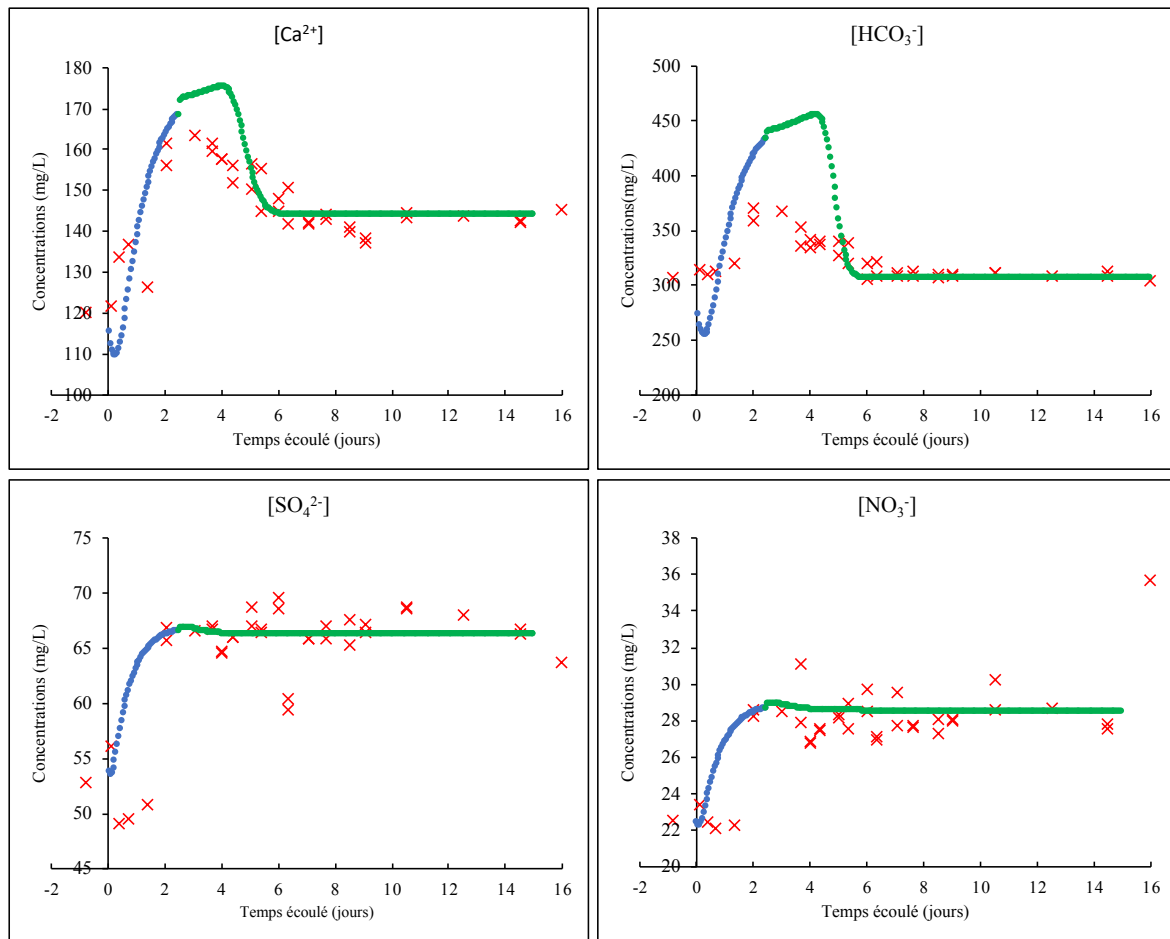 [Ca²⁺]
Concentrations (mg/L)
180
170
160
150
140
130
120
110
100
-2 0 2 4 6 8 10 12 14 16
Temps écoulé (jours)
[HCO₃⁻]
Concentrations(mg/L)
500
450
400
350
300
250
200
-2 0 2 4 6 8 10 12 14 16
Temps écoulé (jours)
[SO₄²⁻]
Concentrations (mg/L)
75
70
65
60
55
50
45
-2 0 2 4 6 8 10 12 14 16
Temps écoulé (jours)
[NO₃⁻]
Concentrations (mg/L)
38
36
34
32
30
28
26
24
22
20
-2 0 2 4 6 8 10 12 14 16
Temps écoulé (jours)